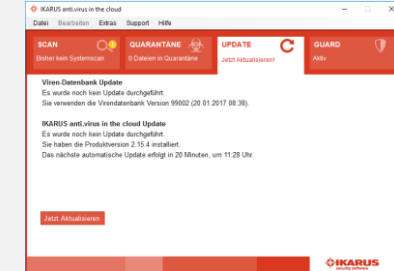 IKARUS anti.virus in the cloud
Datei Bearbeiten Extras Support Hilfe
SCAN
Bisher kein Systemscan
QUARANTÄNE
0 Dateien in Quarantäne
UPDATE
Jetzt Aktualisieren!
GUARD
Aktiv
Viren-Datenbank Update
Es wurde noch kein Update durchgeführt.
Sie verwenden die Virendatenbank Version 99002 (20.01.2017 08:38).
IKARUS anti.virus in the cloud Update
Es wurde noch kein Update durchgeführt.
Sie haben die Produktversion 2.15.4 installiert.
Das nächste automatische Update erfolgt in 20 Minuten, um 11:28 Uhr.
Jetzt Aktualisieren
IKARUS
security software